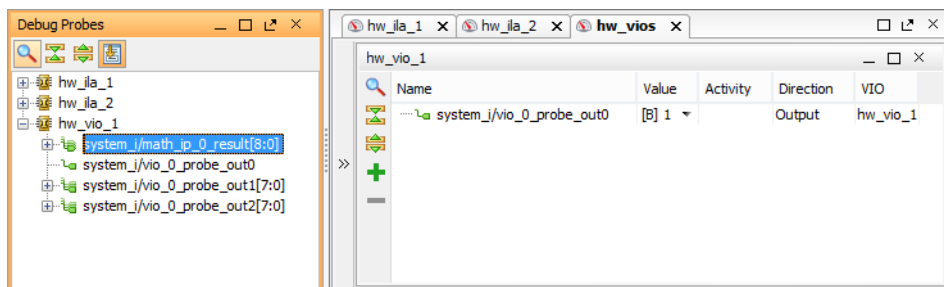 Debug Probes
hw_ila_1
hw_ila_2
hw_vio_1
system_i/math_ip_0_result[8:0]
system_i/vio_0_probe_out0
system_i/vio_0_probe_out1[7:0]
system_i/vio_0_probe_out2[7:0]
hw_ila_1 hw_ila_2 hw_vios
hw_vio_1
Name Value Activity Direction VIO
system_i/vio_0_probe_out0 [B] 1 Output hw_vio_1